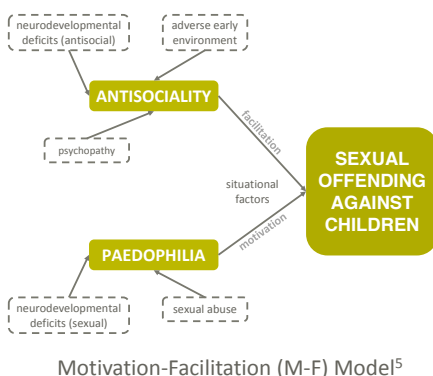 neurodevelopmental
deficits (antisocial)
adverse early
environment
ANTISOCIALITY
psychopathy
facilitation
situational
factors
motivation
SEXUAL
OFFENDING
AGAINST
CHILDREN
PAEDOPHILIA
neurodevelopmental
deficits (sexual)
sexual abuse
Motivation-Facilitation (M-F) Model⁵